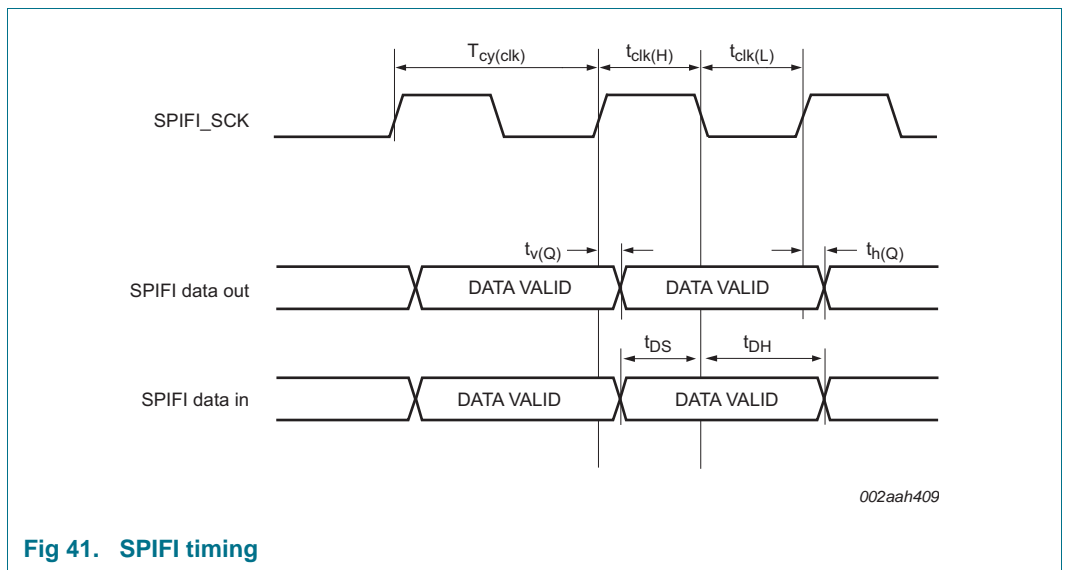 Tcy(clk) tclk(H) tclk(L)
SPIFI_SCK
tv(Q) th(Q)
SPIFI data out DATA VALID DATA VALID
tDS tDH
SPIFI data in DATA VALID DATA VALID
002aah409
Fig 41. SPIFI timing